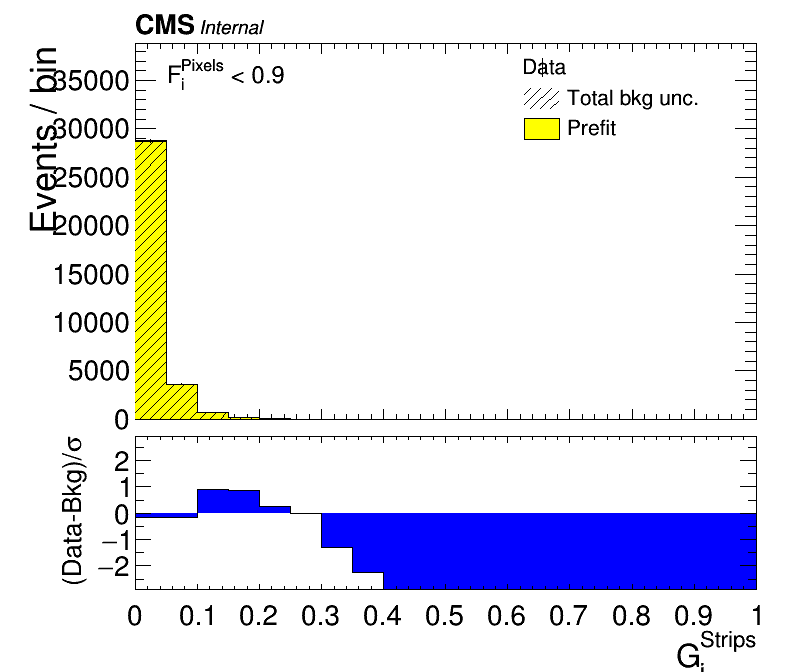 CMS Internal
F_i^Pixels < 0.9
Data
Total bkg unc.
Prefit
Events / bin
35000
30000
25000
20000
15000
10000
5000
0
(Data-Bkg)/σ
2
1
0
−1
−2
0 0.1 0.2 0.3 0.4 0.5 0.6 0.7 0.8 0.9 1
G_i^Strips